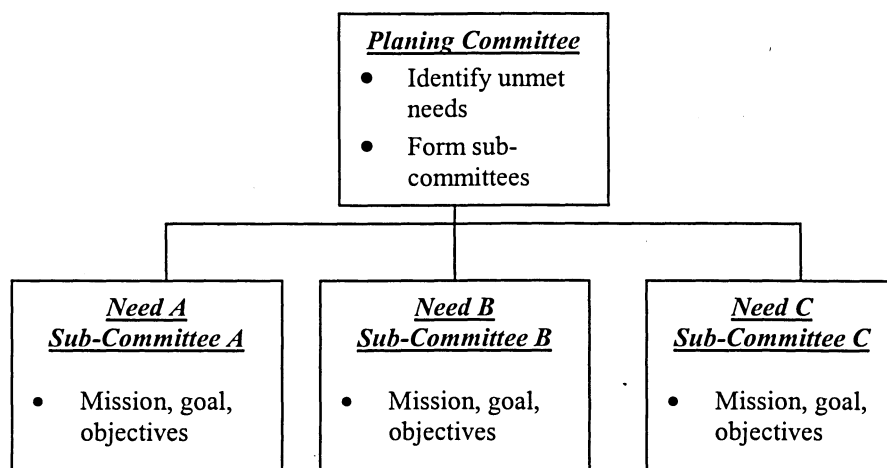 Planing Committee
● Identify unmet
needs
● Form sub-
committees
Need A
Sub-Committee A
● Mission, goal,
objectives
Need B
Sub-Committee B
● Mission, goal,
objectives
Need C
Sub-Committee C
● Mission, goal,
objectives